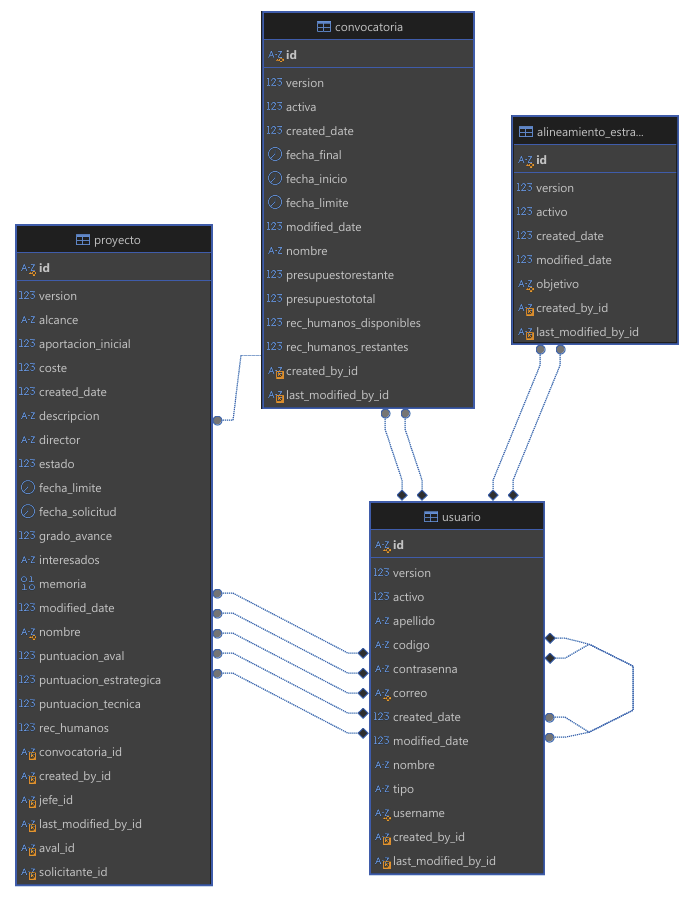 convocatoria
id
version
activa
created_date
fecha_final
fecha_inicio
fecha_limite
modified_date
nombre
presupuestorestante
presupuestototal
rec_humanos_disponibles
rec_humanos_restantes
created_by_id
last_modified_by_id
alineamiento_estra...
id
version
activo
created_date
modified_date
objetivo
created_by_id
last_modified_by_id
proyecto
id
version
alcance
aportacion_inicial
coste
created_date
descripcion
director
estado
fecha_limite
fecha_solicitud
grado_avance
interesados
memoria
modified_date
nombre
puntuacion_aval
puntuacion_estrategica
puntuacion_tecnica
rec_humanos
convocatoria_id
created_by_id
jefe_id
last_modified_by_id
aval_id
solicitante_id
usuario
id
version
activo
apellido
codigo
contrasenna
correo
created_date
modified_date
nombre
tipo
username
created_by_id
last_modified_by_id